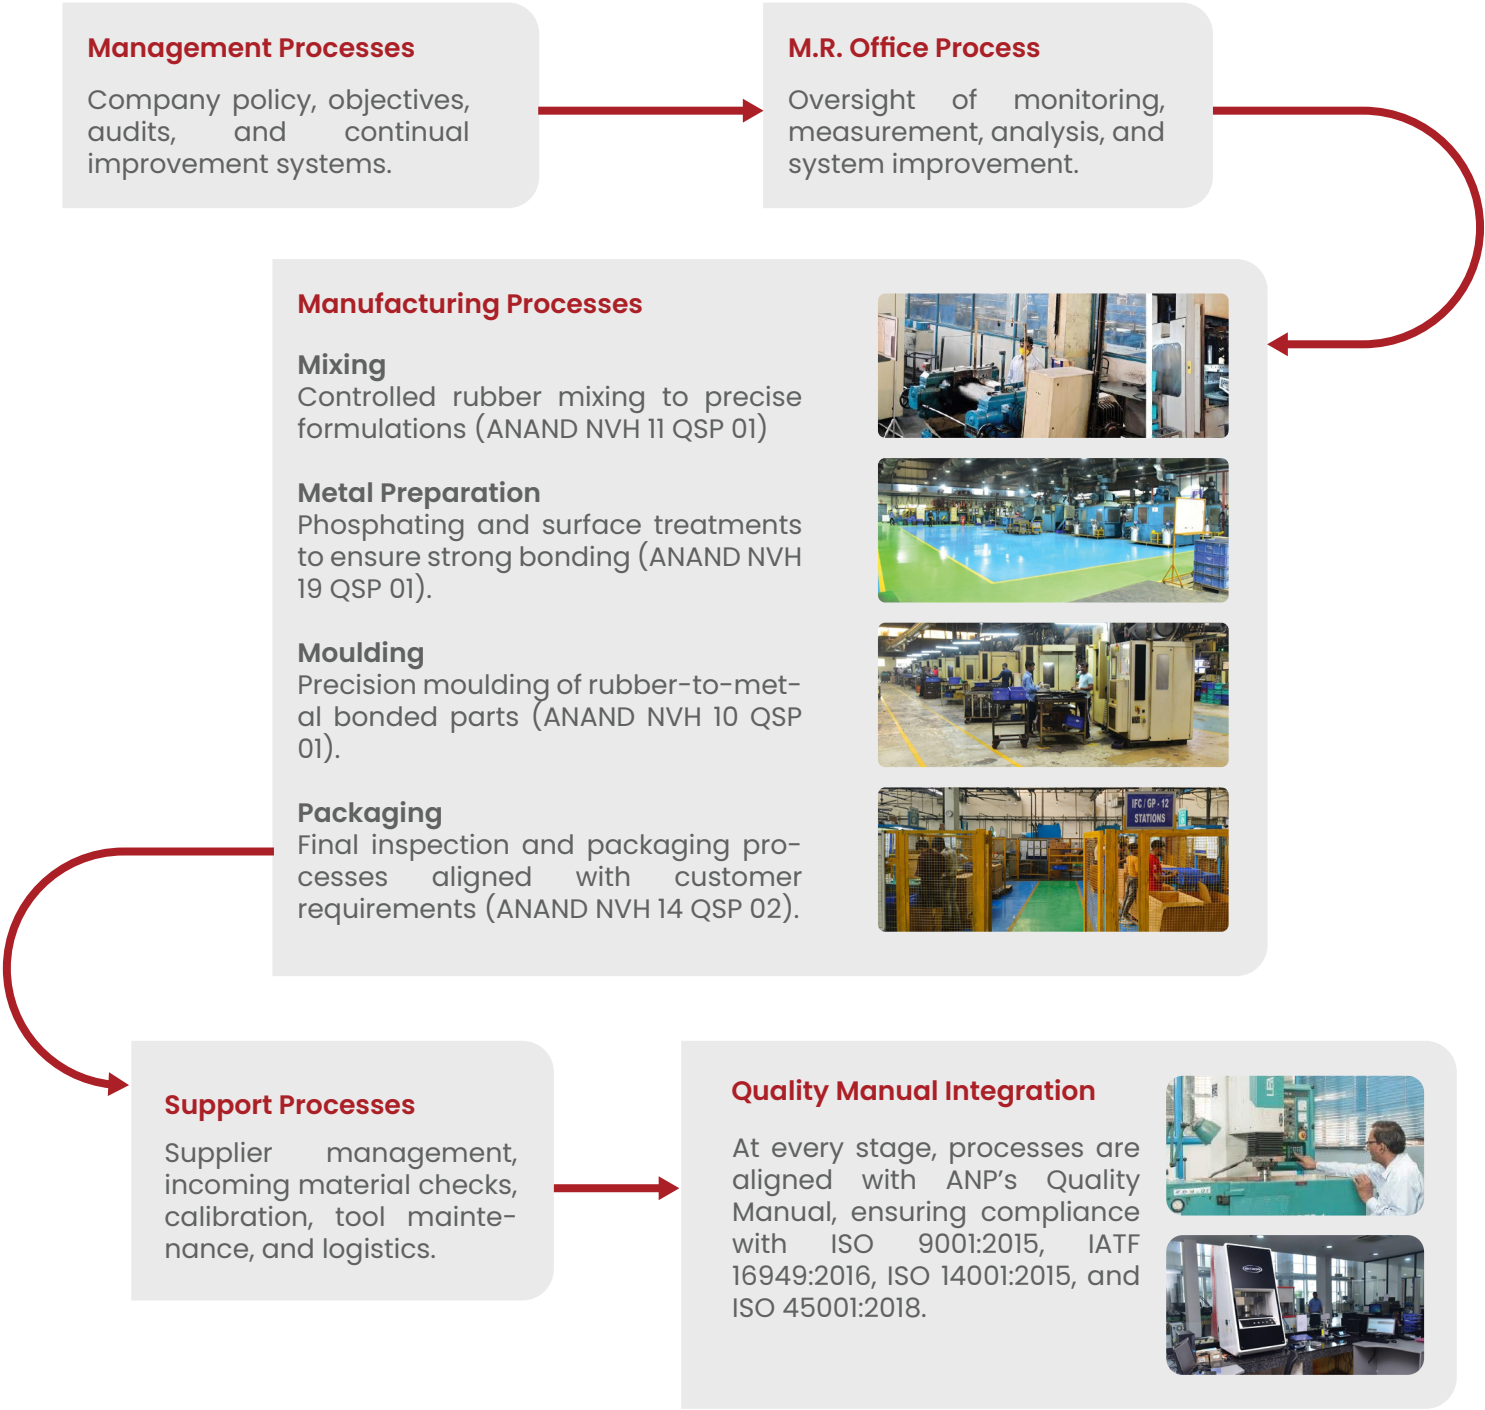 Management Processes
Company policy, objectives,
audits, and continual
improvement systems.
M.R. Office Process
Oversight of monitoring,
measurement, analysis, and
system improvement.
Manufacturing Processes
Mixing
Controlled rubber mixing to precise
formulations (ANAND NVH 11 QSP 01)
Metal Preparation
Phosphating and surface treatments
to ensure strong bonding (ANAND NVH
19 QSP 01).
Moulding
Precision moulding of rubber-to-met-
al bonded parts (ANAND NVH 10 QSP
01).
Packaging
Final inspection and packaging pro-
cesses aligned with customer
requirements (ANAND NVH 14 QSP 02).
IFC / GP - 12
STATIONS
Support Processes
Supplier management,
incoming material checks,
calibration, tool mainte-
nance, and logistics.
Quality Manual Integration
At every stage, processes are
aligned with ANP's Quality
Manual, ensuring compliance
with ISO 9001:2015, IATF
16949:2016, ISO 14001:2015, and
ISO 45001:2018.